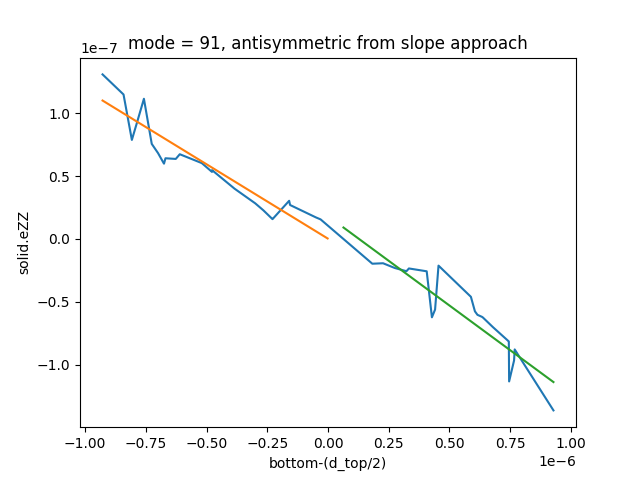 mode = 91, antisymmetric from slope approach
1e−7
1.0
0.5
0.0
−0.5
−1.0
solid.eZZ
−1.00 −0.75 −0.50 −0.25 0.00 0.25 0.50 0.75 1.00
1e−6
bottom-(d_top/2)